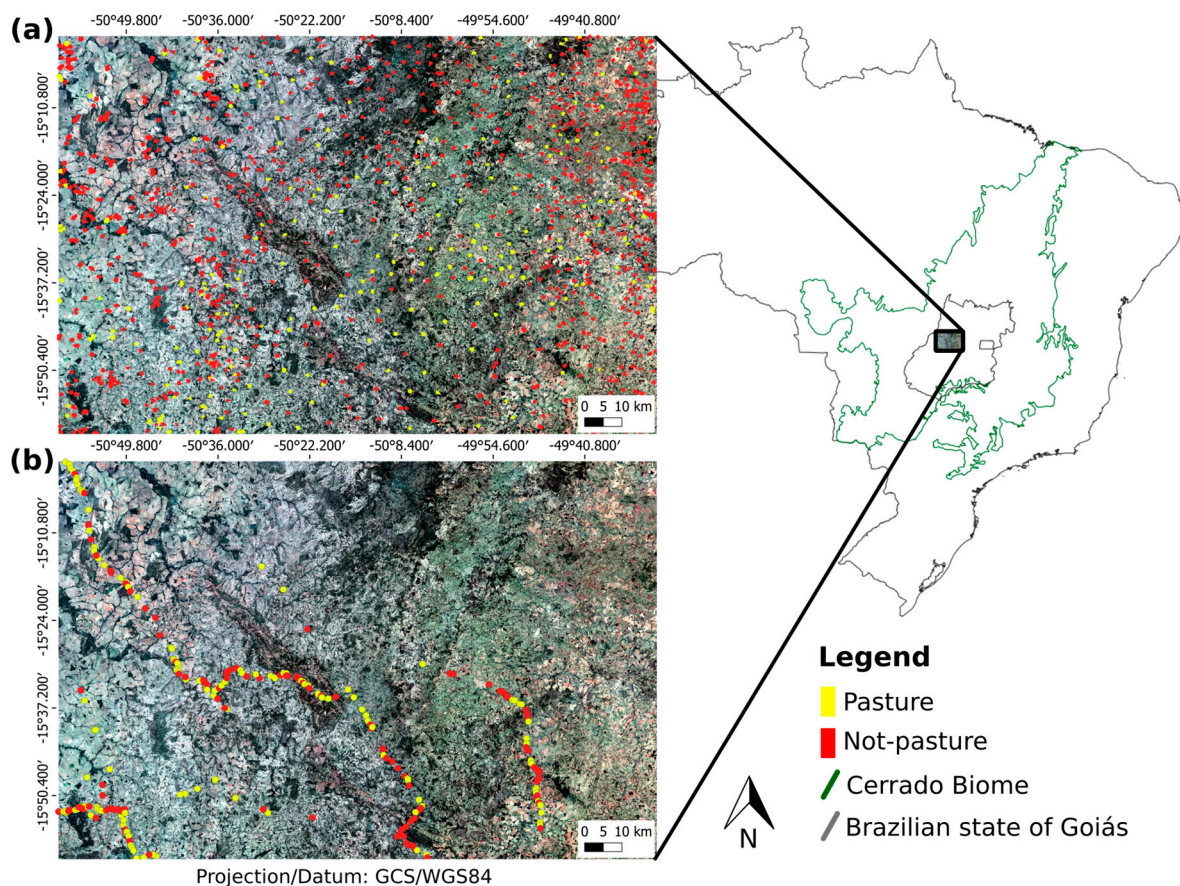 (a)
-50°49.800′ -50°36.000′ -50°22.200′ -50°8.400′ -49°54.600′ -49°40.800′
-15°10.800′
-15°24.000′
-15°37.200′
-15°50.400′
0 5 10 km
(b)
-50°49.800′ -50°36.000′ -50°22.200′ -50°8.400′ -49°54.600′ -49°40.800′
-15°10.800′
-15°24.000′
-15°37.200′
-15°50.400′
0 5 10 km
Projection/Datum: GCS/WGS84
N
Legend
Pasture
Not-pasture
Cerrado Biome
Brazilian state of Goiás